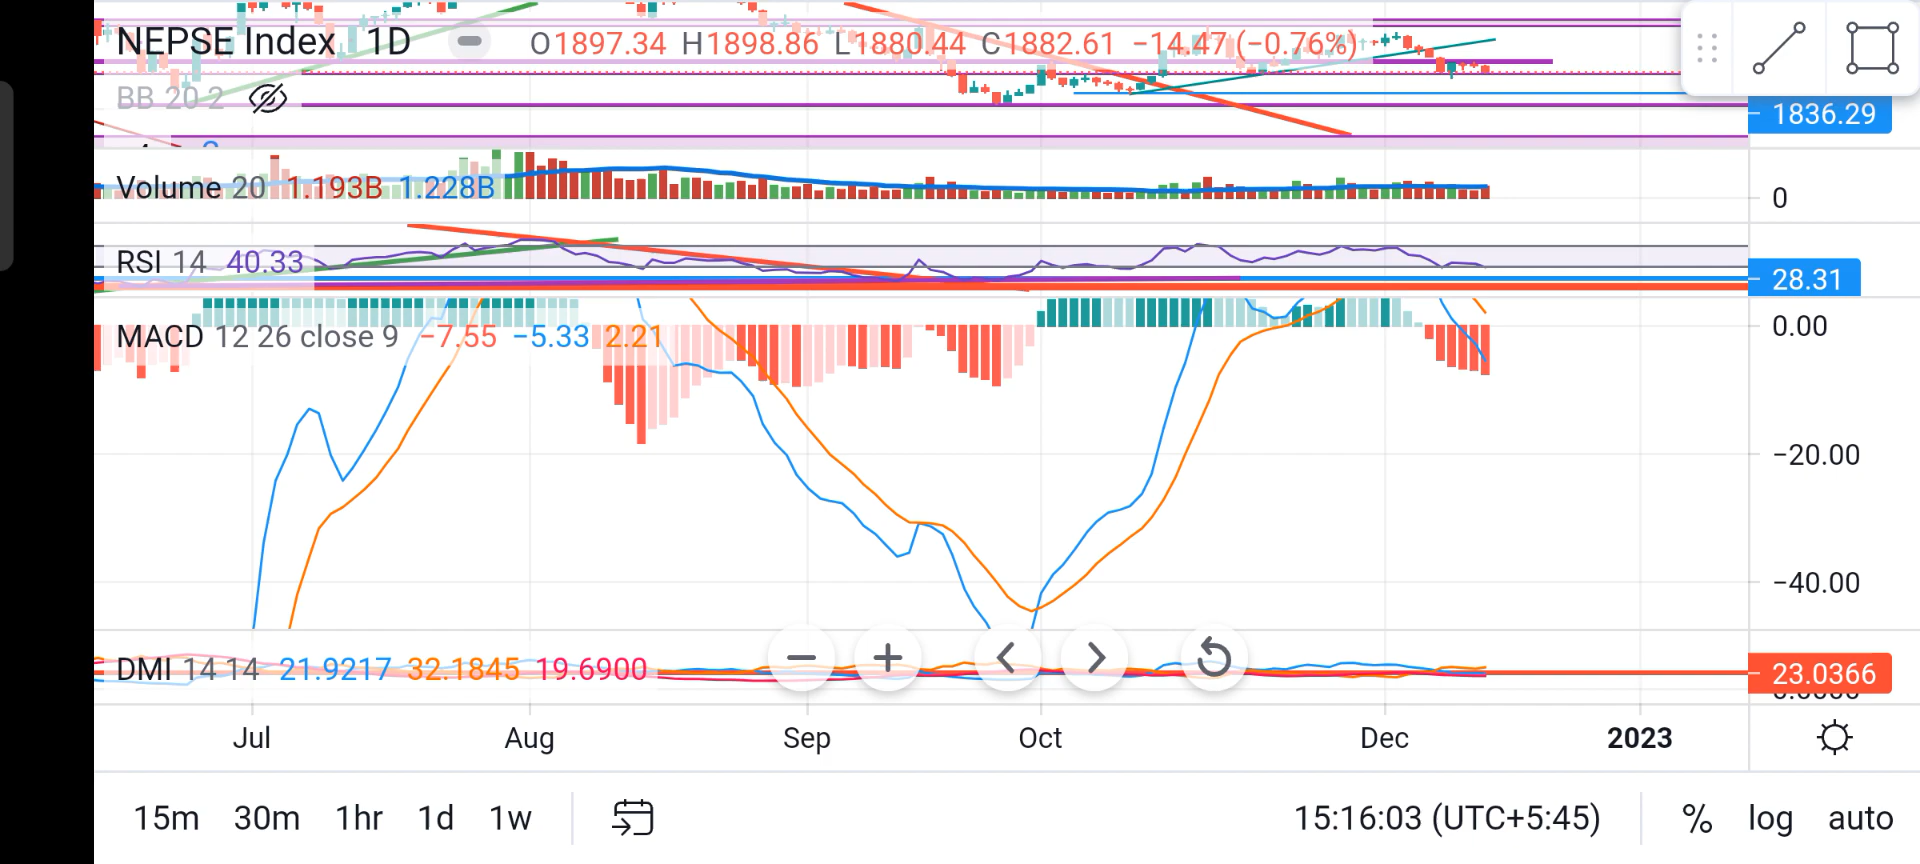 NEPSE Index 1D O1897.34 H1898.86 L1880.44 C1882.61 −14.47 (−0.76%)
BB 20 2
1836.29
Volume 20 1.193B 1.228B
0
RSI 14 40.33
28.31
MACD 12 26 close 9 −7.55 −5.33 2.21
0.00
−20.00
−40.00
DMI 14 14 21.9217 32.1845 19.6900
23.0366
Jul Aug Sep Oct Dec 2023
15m 30m 1hr 1d 1w 15:16:03 (UTC+5:45) % log auto